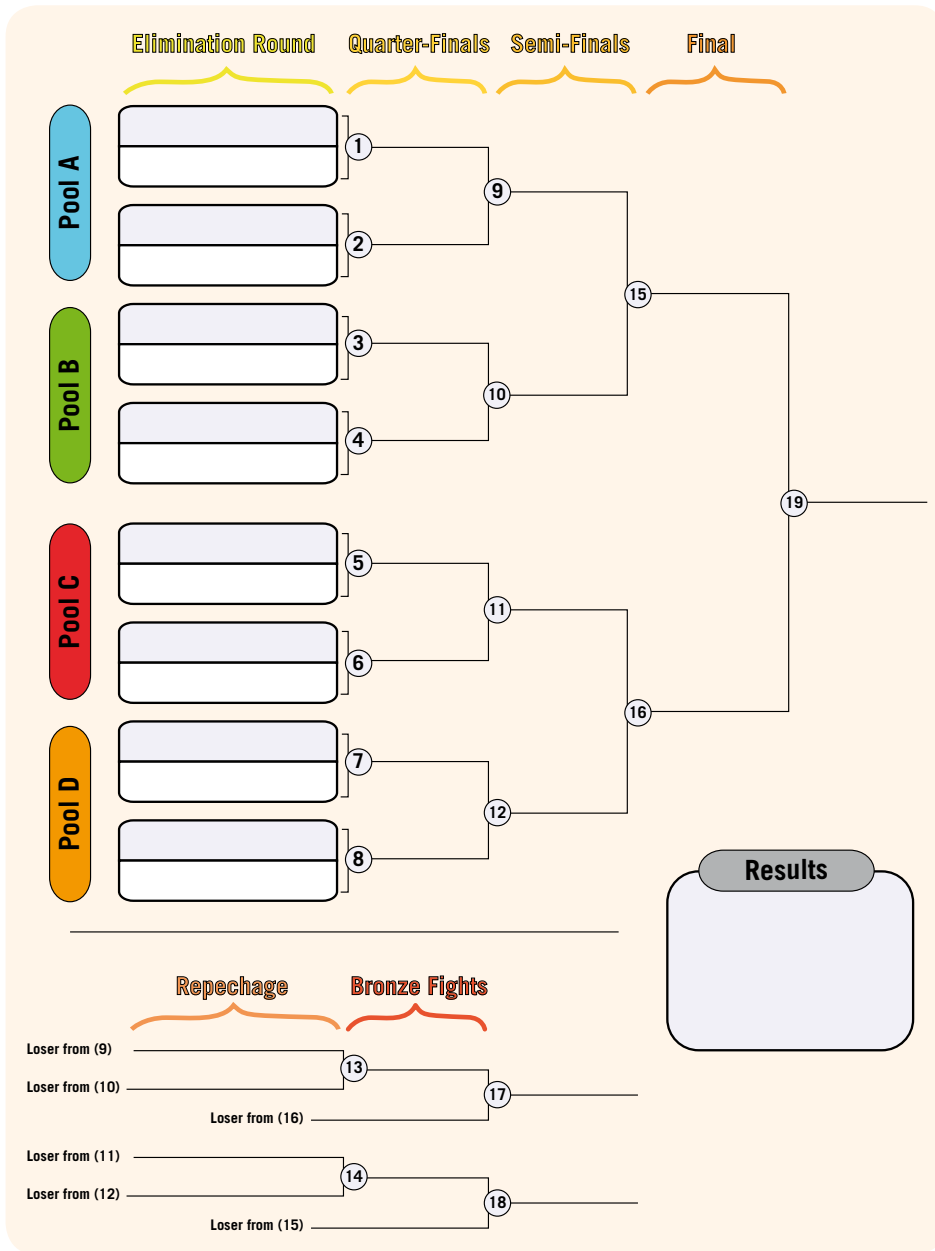 Elimination Round Quarter-Finals Semi-Finals Final
Pool A
1
9
2
15
Pool B
3
10
4
19
Pool C
5
11
6
16
Pool D
7
12
8
Results
Repechage Bronze Fights
Loser from (9)
13
Loser from (10)
17
Loser from (16)
Loser from (11)
14
Loser from (12)
18
Loser from (15)